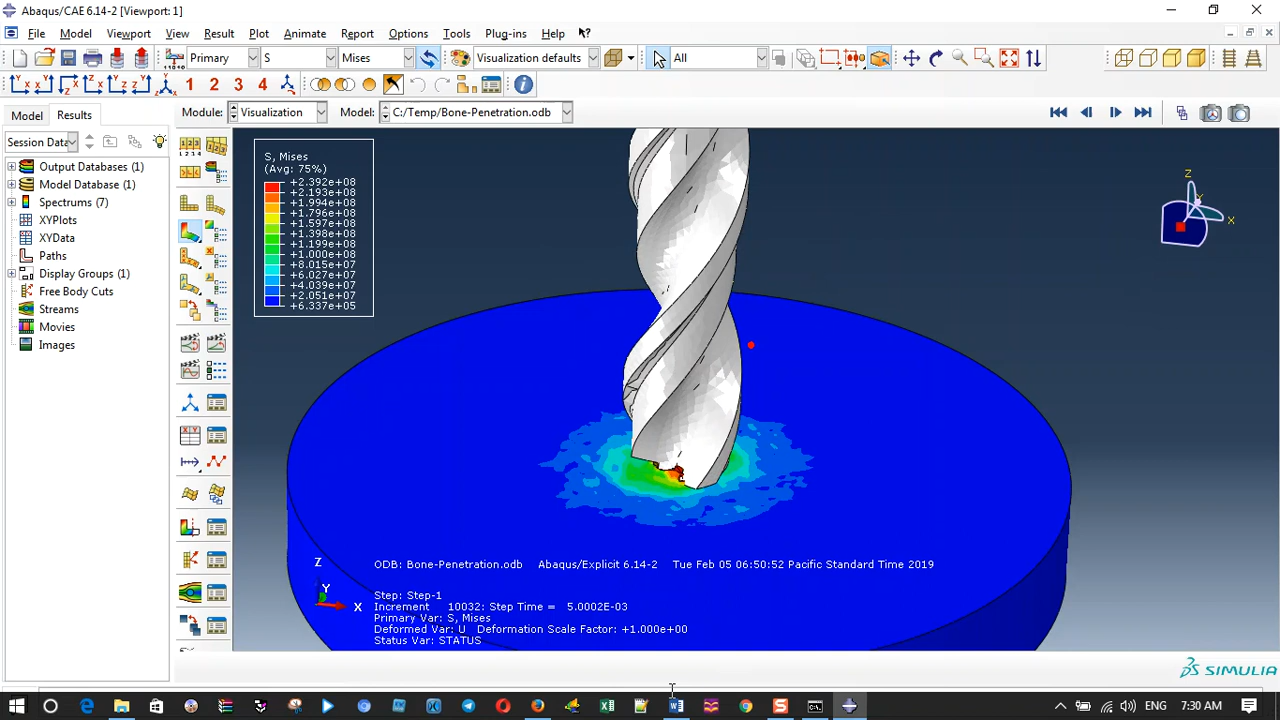 Abaqus/CAE 6.14-2 [Viewport: 1]
File Model Viewport View Result Plot Animate Report Options Tools Plug-ins Help
Primary S Mises Visualization defaults All
1 2 3 4
Model Results Module: Visualization Model: C:/Temp/Bone-Penetration.odb
Session Data
Output Databases (1)
Model Database (1)
Spectrums (7)
XYPlots
XYData
Paths
Display Groups (1)
Free Body Cuts
Streams
Movies
Images
S, Mises
(Avg: 75%)
+2.392e+08
+2.193e+08
+1.994e+08
+1.796e+08
+1.597e+08
+1.398e+08
+1.199e+08
+1.000e+08
+8.015e+07
+6.027e+07
+4.039e+07
+2.051e+07
+6.337e+05
Z
X
Z
Y
X
ODB: Bone-Penetration.odb Abaqus/Explicit 6.14-2 Tue Feb 05 06:50:52 Pacific Standard Time 2019
Step: Step-1
Increment 10032: Step Time = 5.0002E-03
Primary Var: S, Mises
Deformed Var: U Deformation Scale Factor: +1.000e+00
Status Var: STATUS
SIMULIA
ENG 7:30 AM